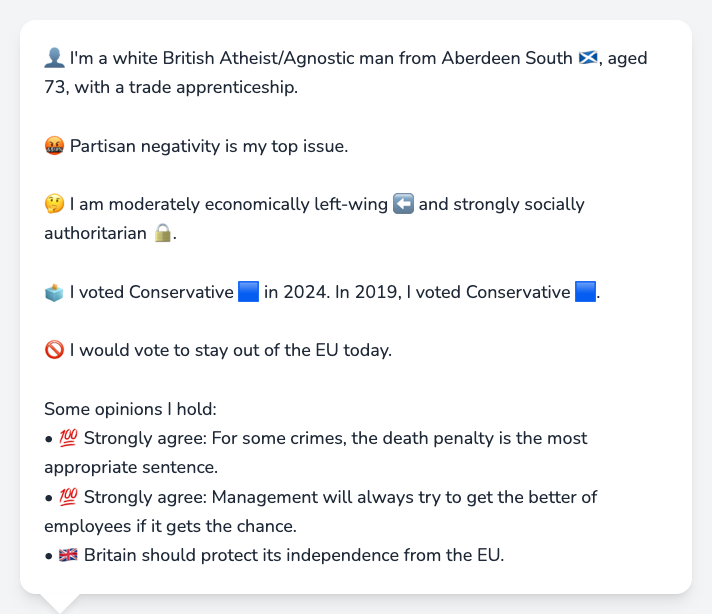 👤 I'm a white British Atheist/Agnostic man from Aberdeen South 🏴󠁧󠁢󠁳󠁣󠁴󠁿, aged
73, with a trade apprenticeship.
🤬 Partisan negativity is my top issue.
🤔 I am moderately economically left-wing ⬅️ and strongly socially
authoritarian 🔒.
🗳️ I voted Conservative 🟦 in 2024. In 2019, I voted Conservative 🟦.
🚫 I would vote to stay out of the EU today.
Some opinions I hold:
• 💯 Strongly agree: For some crimes, the death penalty is the most
appropriate sentence.
• 💯 Strongly agree: Management will always try to get the better of
employees if it gets the chance.
• 🇬🇧 Britain should protect its independence from the EU.